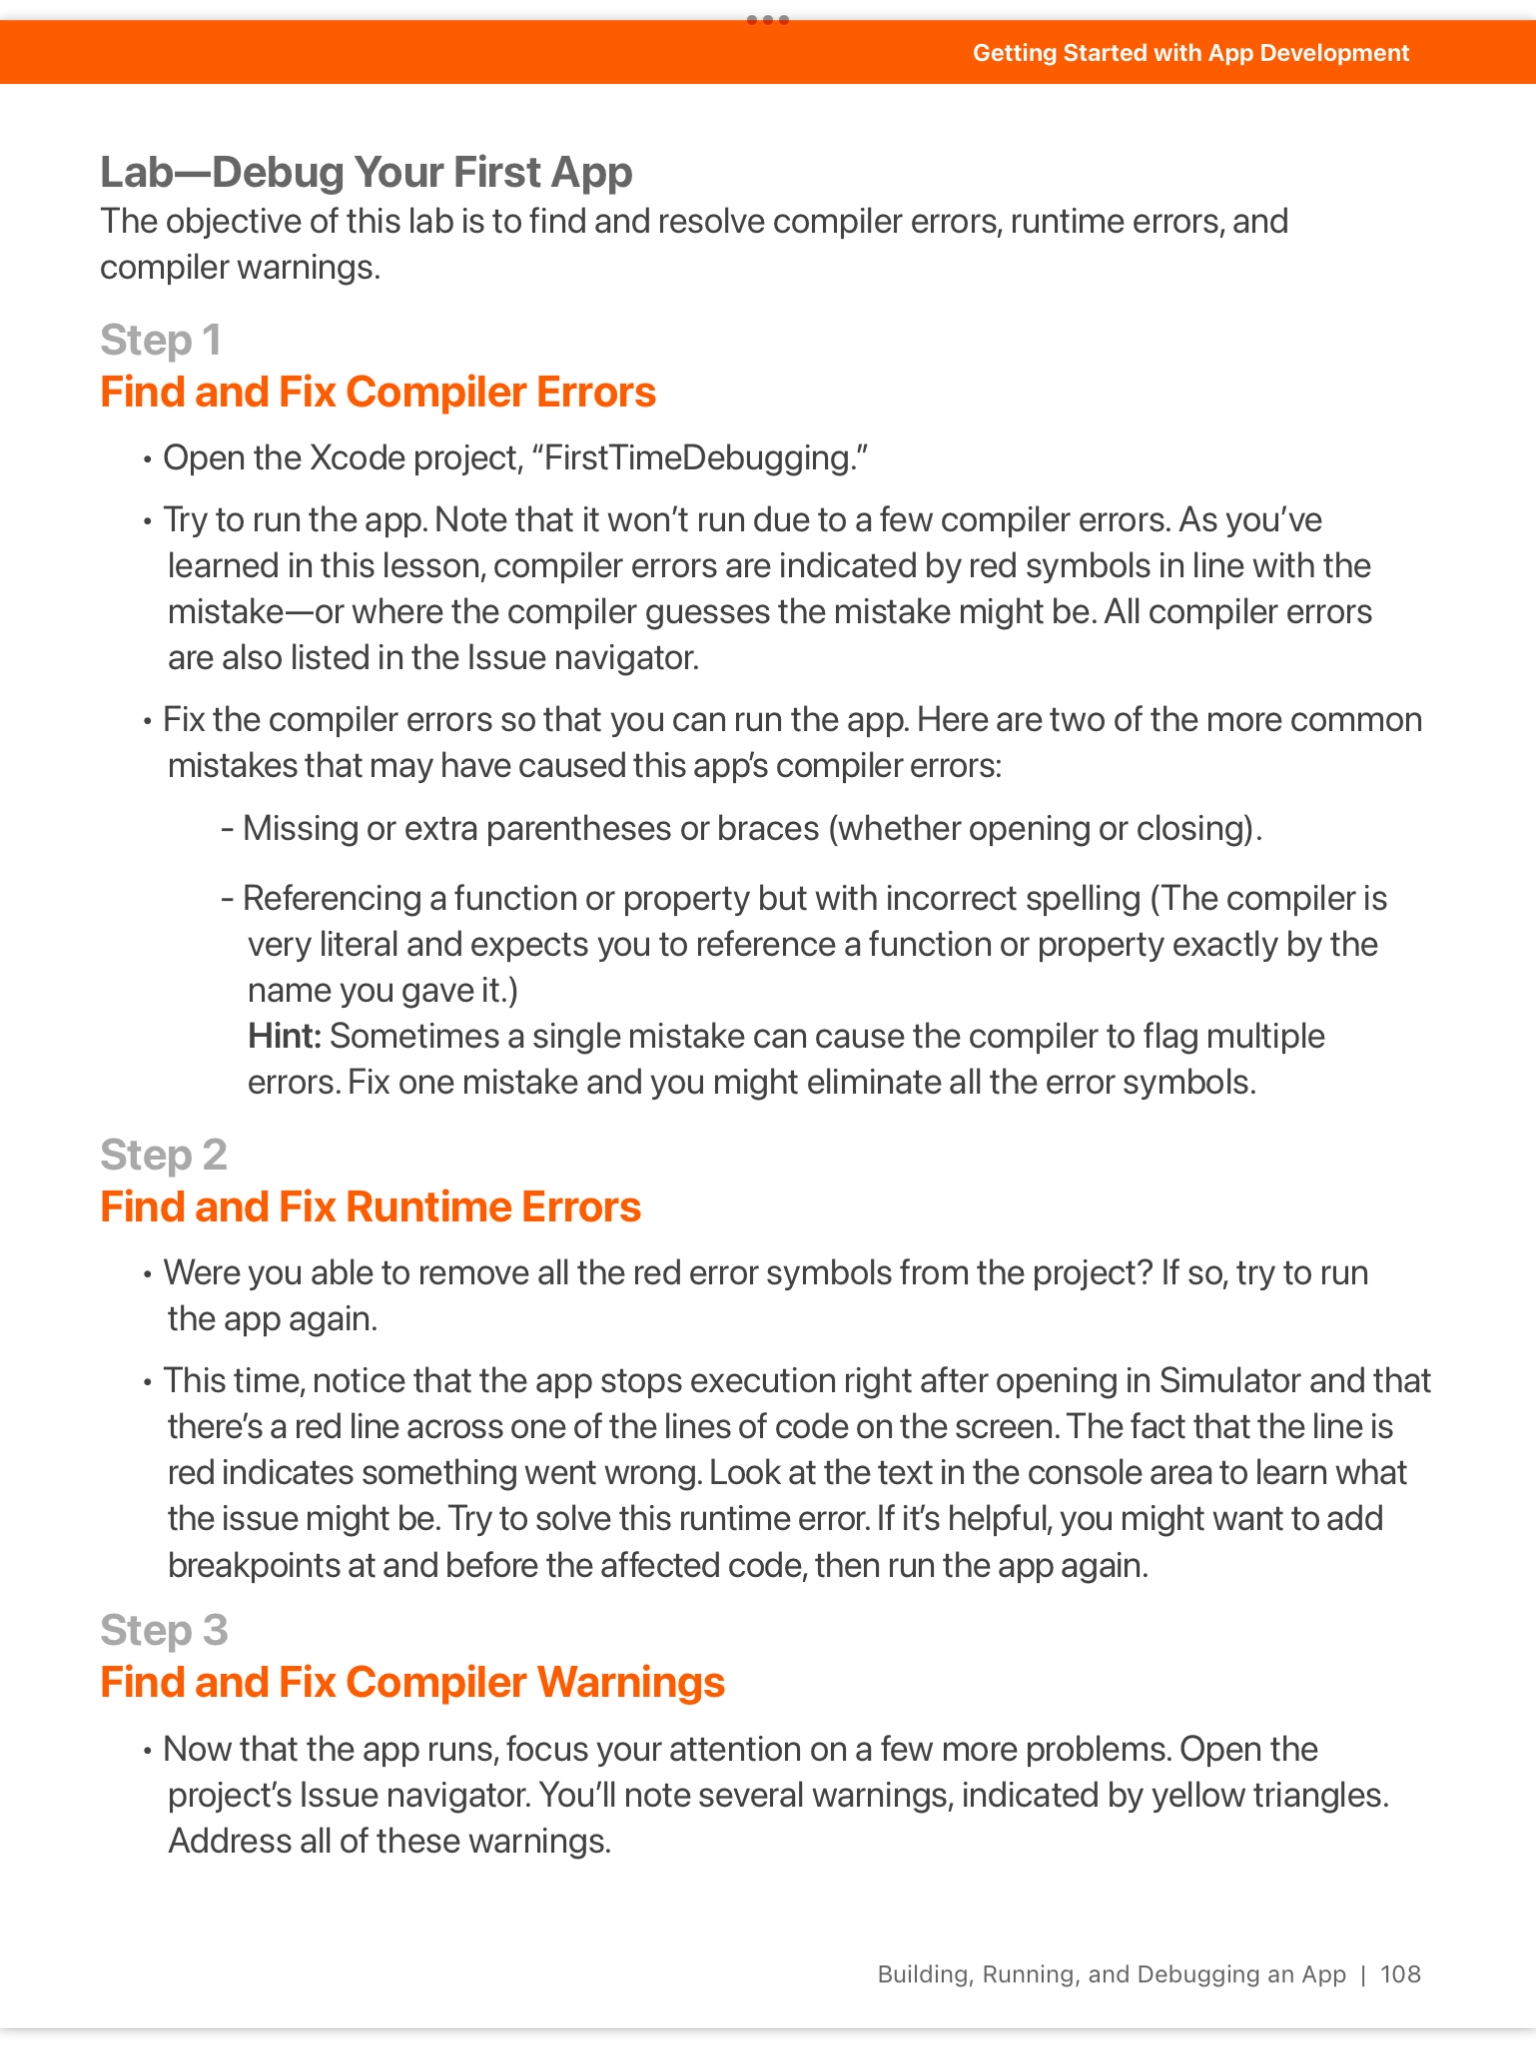 Getting Started with App Development
Lab—Debug Your First App
The objective of this lab is to find and resolve compiler errors, runtime errors, and
compiler warnings.
Step 1
Find and Fix Compiler Errors
• Open the Xcode project, “FirstTimeDebugging.”
• Try to run the app. Note that it won’t run due to a few compiler errors. As you’ve
learned in this lesson, compiler errors are indicated by red symbols in line with the
mistake—or where the compiler guesses the mistake might be. All compiler errors
are also listed in the Issue navigator.
• Fix the compiler errors so that you can run the app. Here are two of the more common
mistakes that may have caused this app’s compiler errors:
- Missing or extra parentheses or braces (whether opening or closing).
- Referencing a function or property but with incorrect spelling (The compiler is
very literal and expects you to reference a function or property exactly by the
name you gave it.)
Hint: Sometimes a single mistake can cause the compiler to flag multiple
errors. Fix one mistake and you might eliminate all the error symbols.
Step 2
Find and Fix Runtime Errors
• Were you able to remove all the red error symbols from the project? If so, try to run
the app again.
• This time, notice that the app stops execution right after opening in Simulator and that
there’s a red line across one of the lines of code on the screen. The fact that the line is
red indicates something went wrong. Look at the text in the console area to learn what
the issue might be. Try to solve this runtime error. If it’s helpful, you might want to add
breakpoints at and before the affected code, then run the app again.
Step 3
Find and Fix Compiler Warnings
• Now that the app runs, focus your attention on a few more problems. Open the
project’s Issue navigator. You’ll note several warnings, indicated by yellow triangles.
Address all of these warnings.
Building, Running, and Debugging an App | 108